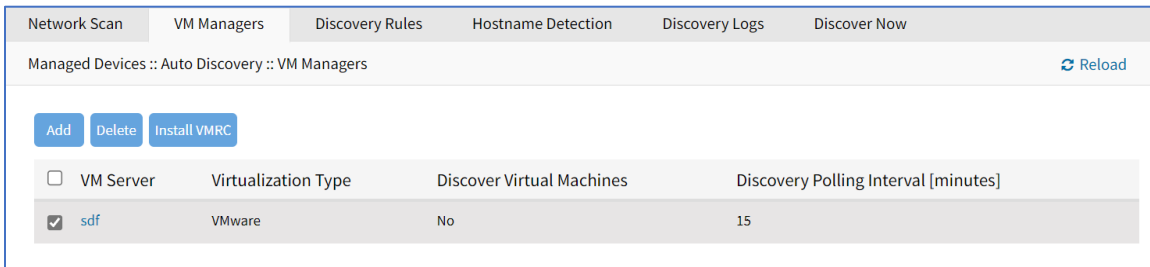 Network Scan VM Managers Discovery Rules Hostname Detection Discovery Logs Discover Now
Managed Devices :: Auto Discovery :: VM Managers Reload
Add Delete Install VMRC
VM Server Virtualization Type Discover Virtual Machines Discovery Polling Interval [minutes]
sdf VMware No 15